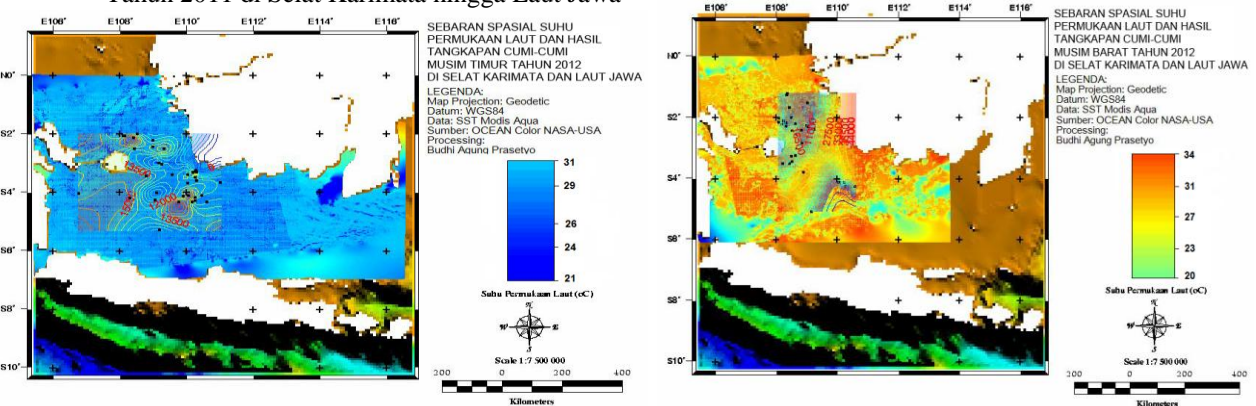 Tahun 2011 di Selat Karimata hingga Laut Jawa
E106° E108° E110° E112° E114° E116°
N0°
S2°
S4°
S6°
S8°
S10°
13500
SEBARAN SPASIAL SUHU
PERMUKAAN LAUT DAN HASIL
TANGKAPAN CUMI-CUMI
MUSIM TIMUR TAHUN 2012
DI SELAT KARIMATA DAN LAUT JAWA
LEGENDA:
Map Projection: Geodetic
Datum: WGS84
Data: SST Modis Aqua
Sumber: OCEAN Color NASA-USA
Processing:
Budhi Agung Prasetyo
31
29
26
24
21
Suhu Permukaan Laut (oC)
N
W E
S
Scale 1:7 500 000
200 0 200 400
Kilometers
E106° E108° E110° E112° E114° E116°
N0°
S2°
S4°
S6°
S8°
S10°
SEBARAN SPASIAL SUHU
PERMUKAAN LAUT DAN HASIL
TANGKAPAN CUMI-CUMI
MUSIM BARAT TAHUN 2012
DI SELAT KARIMATA DAN LAUT JAWA
LEGENDA:
Map Projection: Geodetic
Datum: WGS84
Data: SST Modis Aqua
Sumber: OCEAN Color NASA-USA
Processing:
Budhi Agung Prasetyo
34
31
27
23
20
Suhu Permukaan Laut (oC)
N
W E
S
Scale 1:7 500 000
200 0 200 400
Kilometers